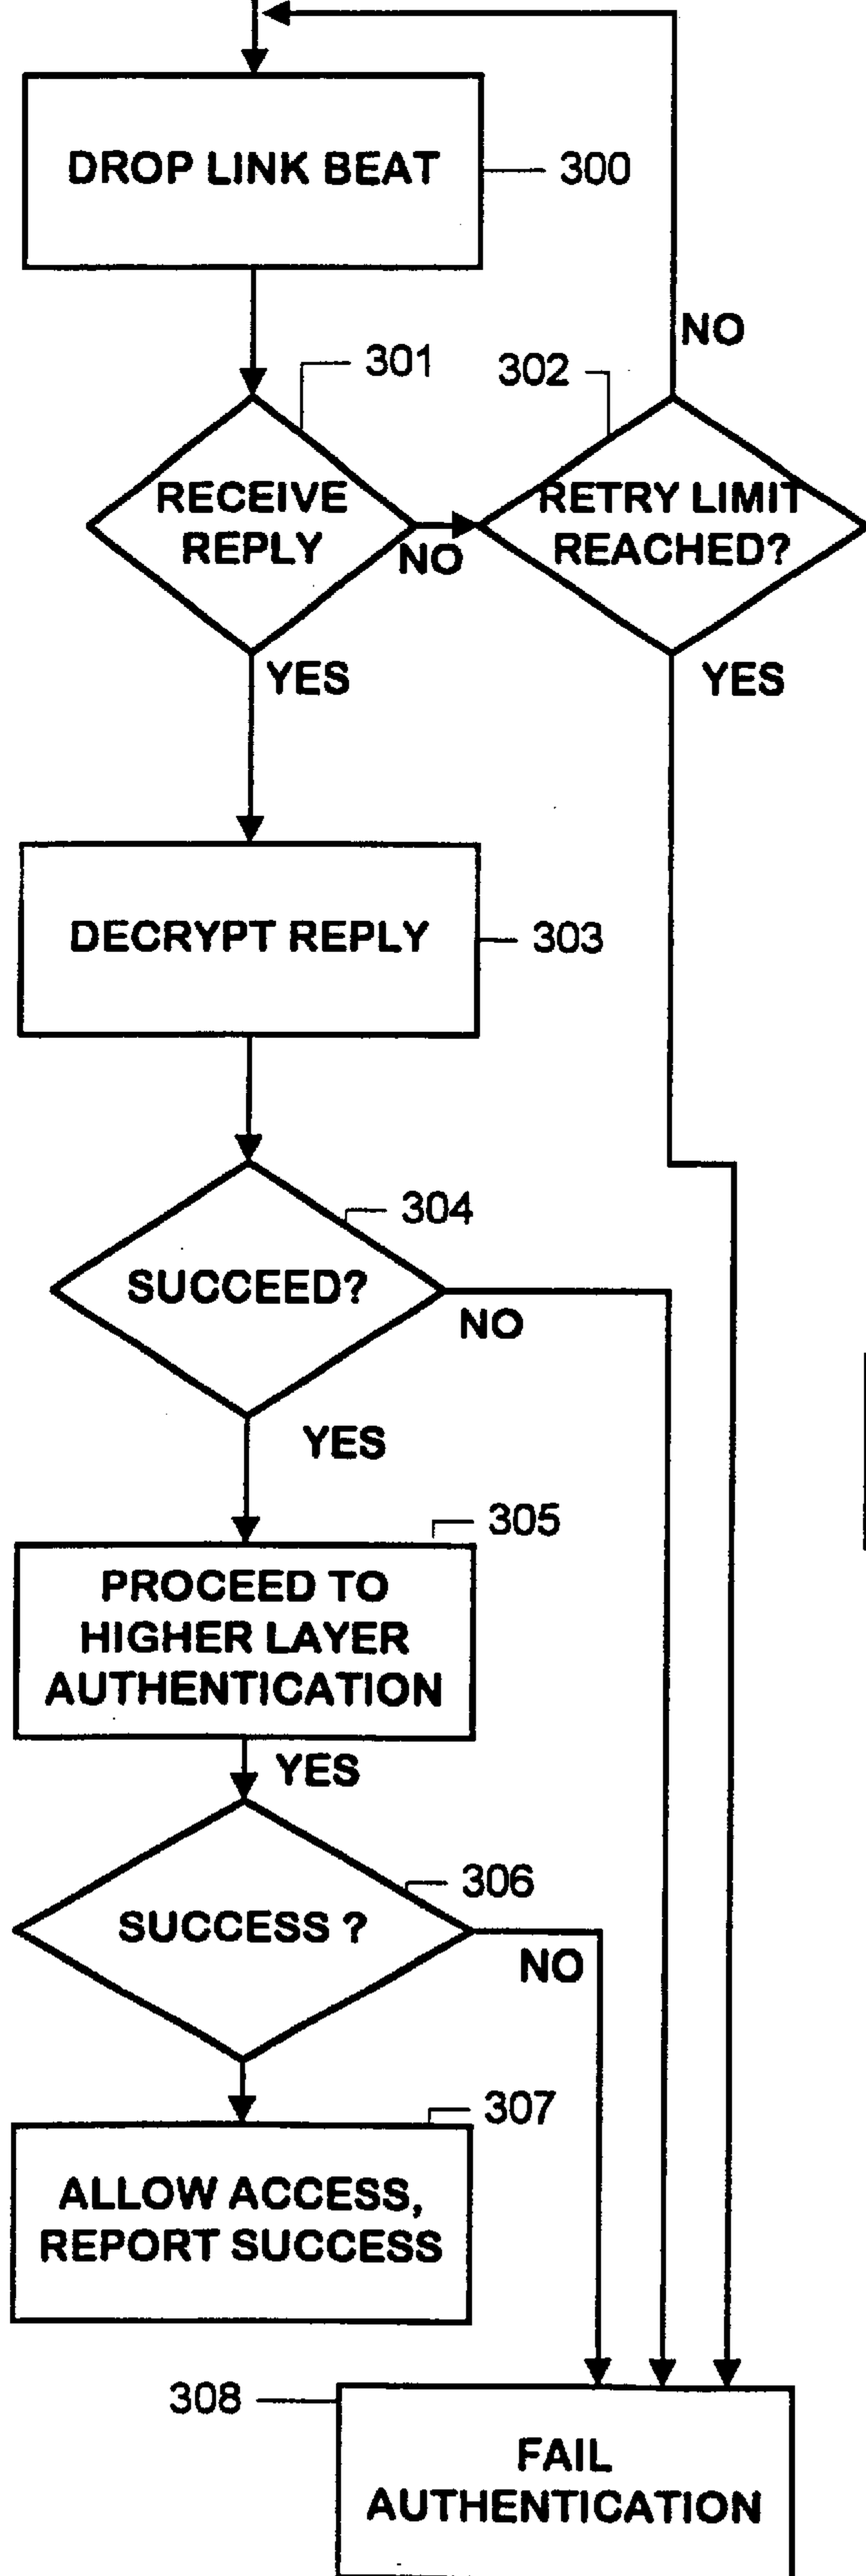 DROP LINK BEAT
300
NO
301
302
RECEIVE
REPLY
NO
RETRY LIMIT
REACHED?
YES
YES
DECRYPT REPLY
303
304
SUCCEED?
NO
YES
305
PROCEED TO
HIGHER LAYER
AUTHENTICATION
YES
306
SUCCESS ?
NO
307
ALLOW ACCESS,
REPORT SUCCESS
308
FAIL
AUTHENTICATION